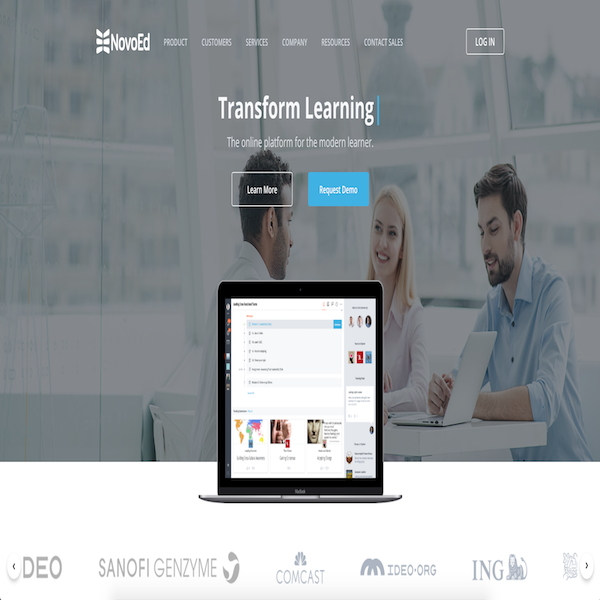 NovoEd
PRODUCT
CUSTOMERS
SERVICES
COMPANY
RESOURCES
CONTACT SALES
LOG IN
Transform Learning
The online platform for the modern learner.
Learn More
Request Demo
MacBook
DEO
SANOFI GENZYME
COMCAST
IDEO.ORG
ING